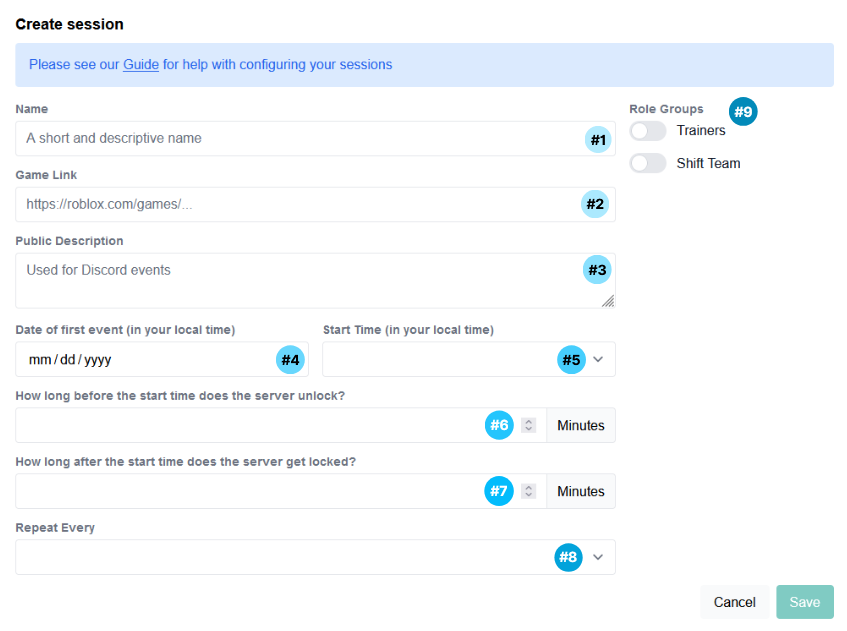 Create session
Please see our Guide for help with configuring your sessions
Name
A short and descriptive name #1
Game Link
https://roblox.com/games/... #2
Public Description
Used for Discord events #3
Date of first event (in your local time) Start Time (in your local time)
mm/dd/yyyy #4 #5
How long before the start time does the server unlock?
#6 Minutes
How long after the start time does the server get locked?
#7 Minutes
Repeat Every
#8
Role Groups #9
Trainers
Shift Team
Cancel Save